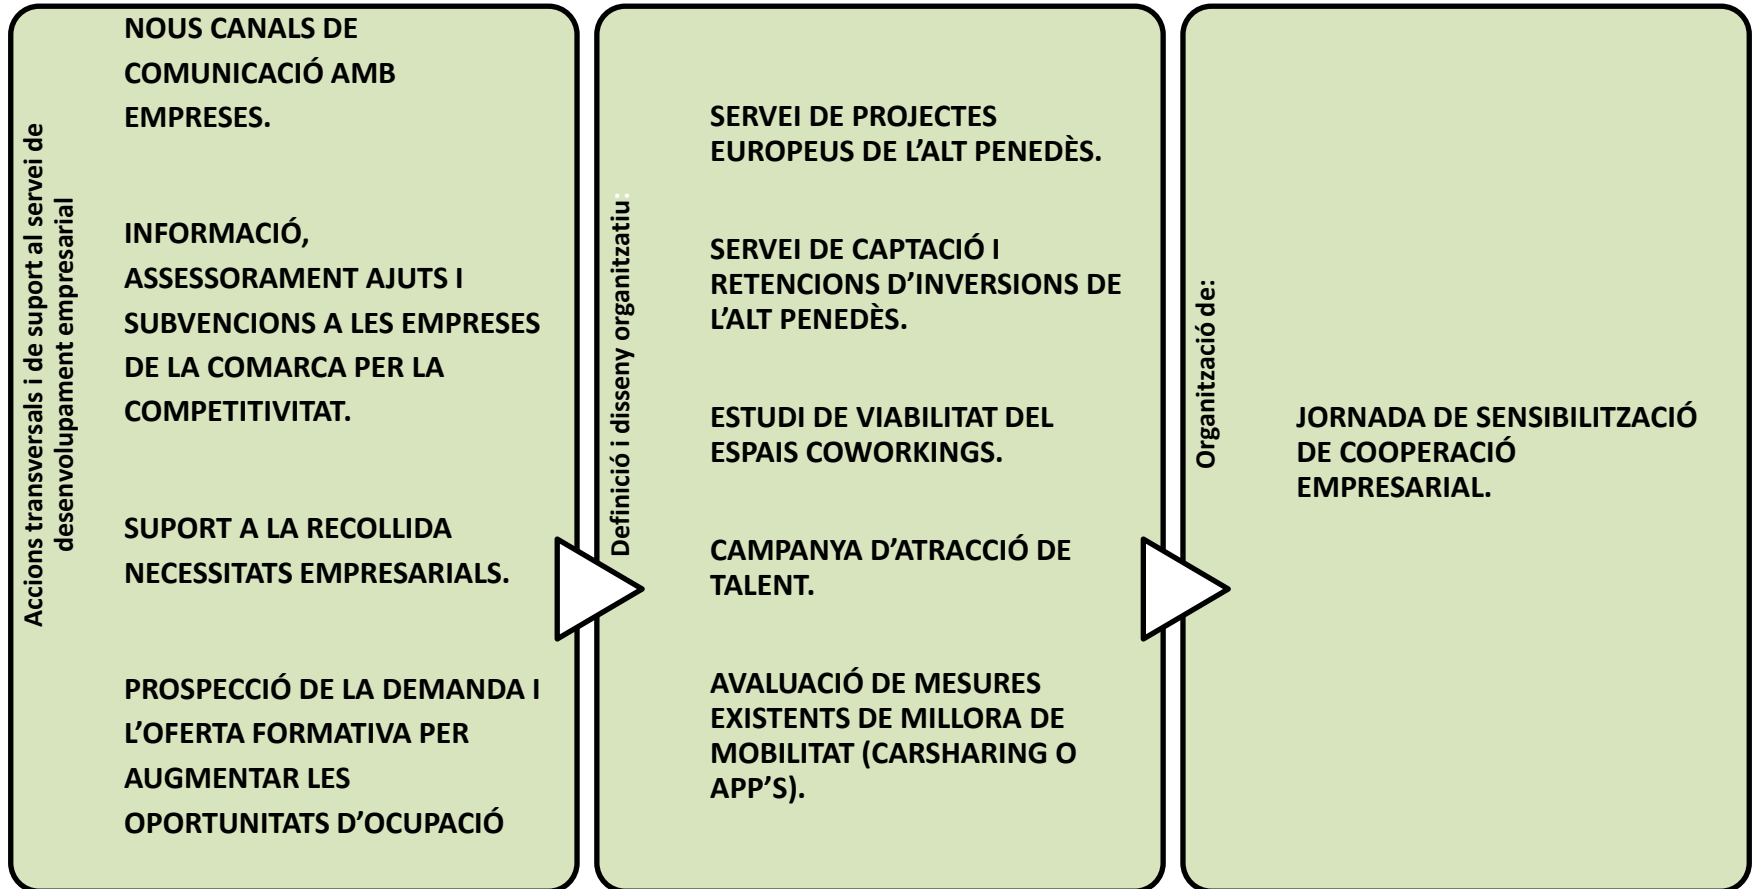 Accions transversals i de suport al servei de
desenvolupament empresarial
NOUS CANALS DE
COMUNICACIÓ AMB
EMPRESES.
INFORMACIÓ,
ASSESSORAMENT AJUTS I
SUBVENCIONS A LES EMPRESES
DE LA COMARCA PER LA
COMPETITIVITAT.
SUPORT A LA RECOLLIDA
NECESSITATS EMPRESARIALS.
PROSPECCIÓ DE LA DEMANDA I
L’OFERTA FORMATIVA PER
AUGMENTAR LES
OPORTUNITATS D’OCUPACIÓ
Definició i disseny organitzatiu:
SERVEI DE PROJECTES
EUROPEUS DE L’ALT PENEDÈS.
SERVEI DE CAPTACIÓ I
RETENCIONS D’INVERSIONS DE
L’ALT PENEDÈS.
ESTUDI DE VIABILITAT DEL
ESPAIS COWORKINGS.
CAMPANYA D’ATRACCIÓ DE
TALENT.
AVALUACIÓ DE MESURES
EXISTENTS DE MILLORA DE
MOBILITAT (CARSHARING O
APP’S).
Organització de:
JORNADA DE SENSIBILITZACIÓ
DE COOPERACIÓ
EMPRESARIAL.